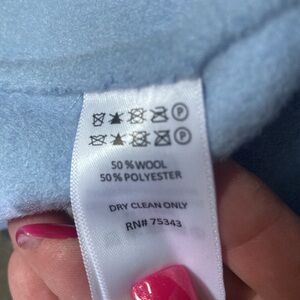 P
P
50% WOOL
50% POLYESTER
DRY CLEAN ONLY
RN# 75343